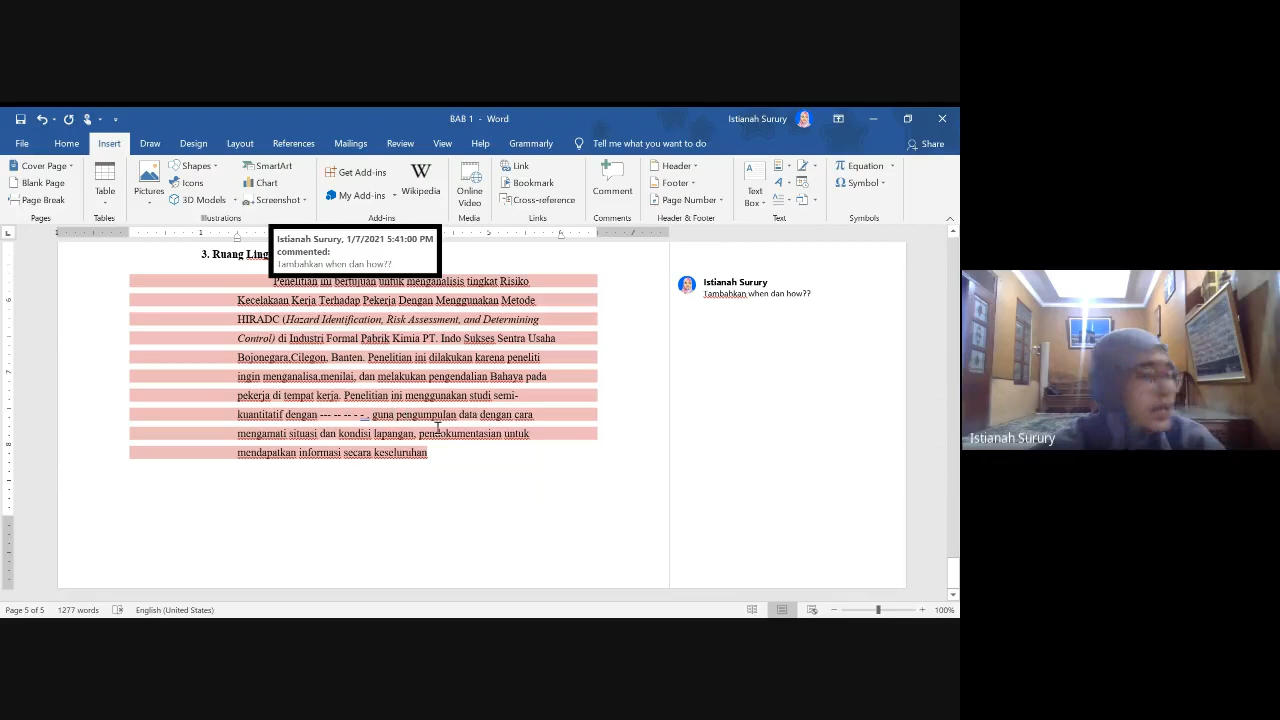 BAB 1 - Word
Istianah Surury
File Home Insert Draw Design Layout References Mailings Review View Help Grammarly Tell me what you want to do Share
Cover Page
Blank Page
Page Break
Pages
Table
Tables
Pictures
Shapes
Icons
3D Models
SmartArt
Chart
Screenshot
Illustrations
Get Add-ins
My Add-ins
Wikipedia
Add-ins
Online
Video
Media
Link
Bookmark
Cross-reference
Links
Comment
Comments
Header
Footer
Page Number
Header & Footer
Text
Box
Text
Equation
Symbol
Symbols
Istianah Surury, 1/7/2021 5:41:00 PM
commented:
Tambahkan when dan how??
3. Ruang Ling
Penelitian ini bertujuan untuk menganalisis tingkat Risiko
Kecelakaan Kerja Terhadap Pekerja Dengan Menggunakan Metode
HIRADC (Hazard Identification, Risk Assessment, and Determining
Control) di Industri Formal Pabrik Kimia PT. Indo Sukses Sentra Usaha
Bojonegara,Cilegon, Banten. Penelitian ini dilakukan karena peneliti
ingin menganalisa,menilai, dan melakukan pengendalian Bahaya pada
pekerja di tempat kerja. Penelitian ini menggunakan studi semi-
kuantitatif dengan --- -- -- - - . guna pengumpulan data dengan cara
mengamati situasi dan kondisi lapangan, pendokumentasian untuk
mendapatkan informasi secara keseluruhan
Istianah Surury
Tambahkan when dan how??
Page 5 of 5 1277 words English (United States) 100%
Istianah Surury